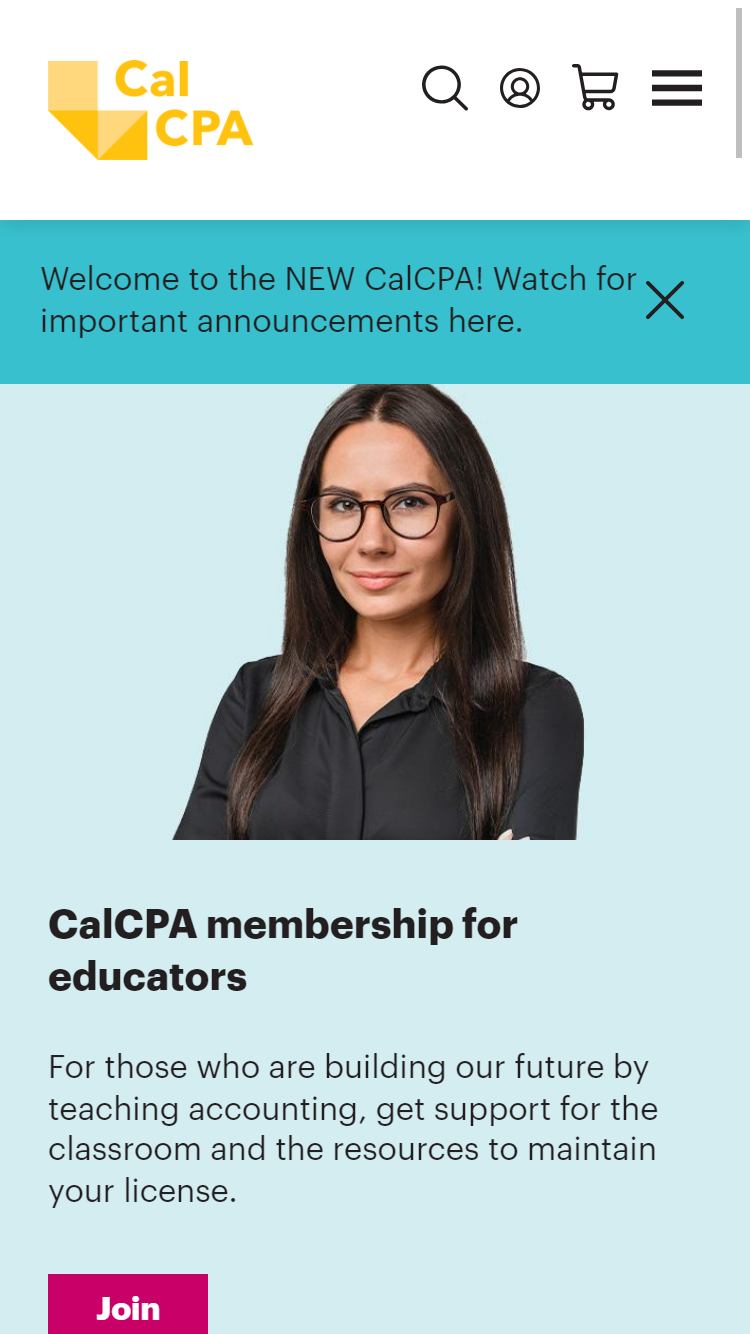 Cal
CPA
Welcome to the NEW CalCPA! Watch for
important announcements here.
CalCPA membership for
educators
For those who are building our future by
teaching accounting, get support for the
classroom and the resources to maintain
your license.
Join